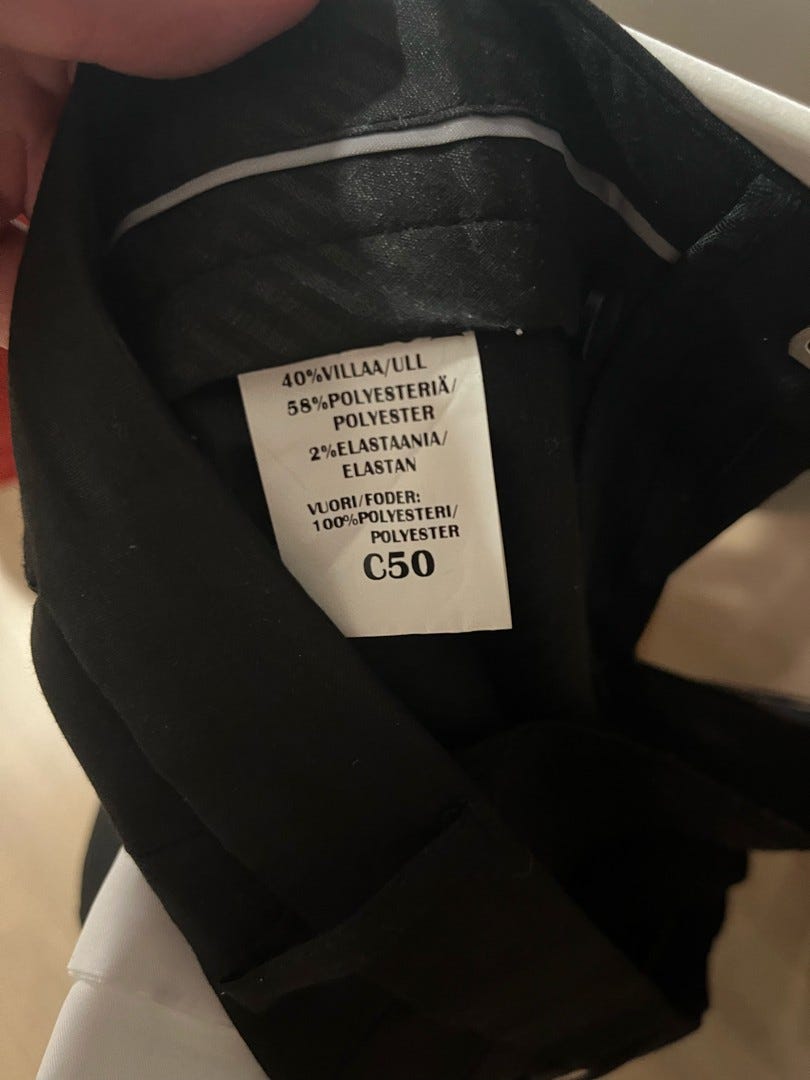 40%VILLAA/ULL
58%POLYESTERIÄ/
POLYESTER
2%ELASTAANIA/
ELASTAN
VUORI/FODER:
100%POLYESTERI/
POLYESTER
C50